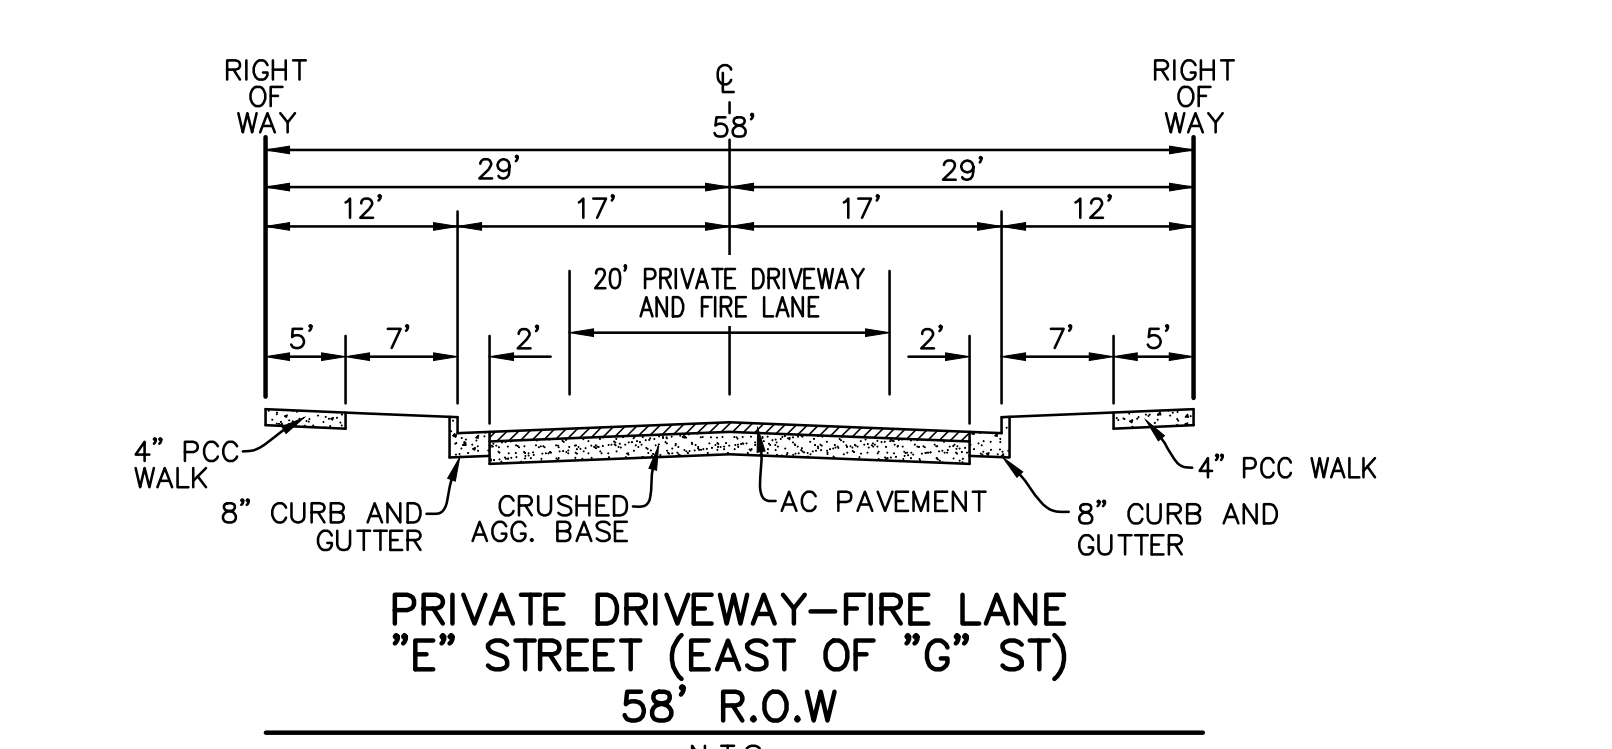 RIGHT
OF
WAY
℄
RIGHT
OF
WAY
58'
29'
29'
12'
17'
17'
12'
20' PRIVATE DRIVEWAY
AND FIRE LANE
5'
7'
2'
2'
7'
5'
4" PCC
WALK
4" PCC WALK
8" CURB AND
GUTTER
CRUSHED
AGG. BASE
AC PAVEMENT
8" CURB AND
GUTTER
PRIVATE DRIVEWAY–FIRE LANE
"E" STREET (EAST OF "G" ST)
58' R.O.W